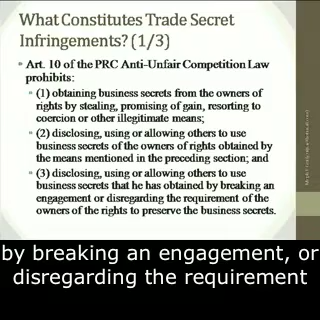 What Constitutes Trade Secret
Infringements? (1/3)
Art. 10 of the PRC Anti-Unfair Competition Law
prohibits:
(1) obtaining business secrets from the owners of
rights by stealing, promising of gain, resorting to
coercion or other illegitimate means;
(2) disclosing, using or allowing others to use
business secrets of the owners of rights obtained by
the means mentioned in the preceding section; and
(3) disclosing, using or allowing others to use
business secrets that he has obtained by breaking an
engagement or disregarding the requirement of the
owners of the rights to preserve the business secrets.
by breaking an engagement, or
disregarding the requirement